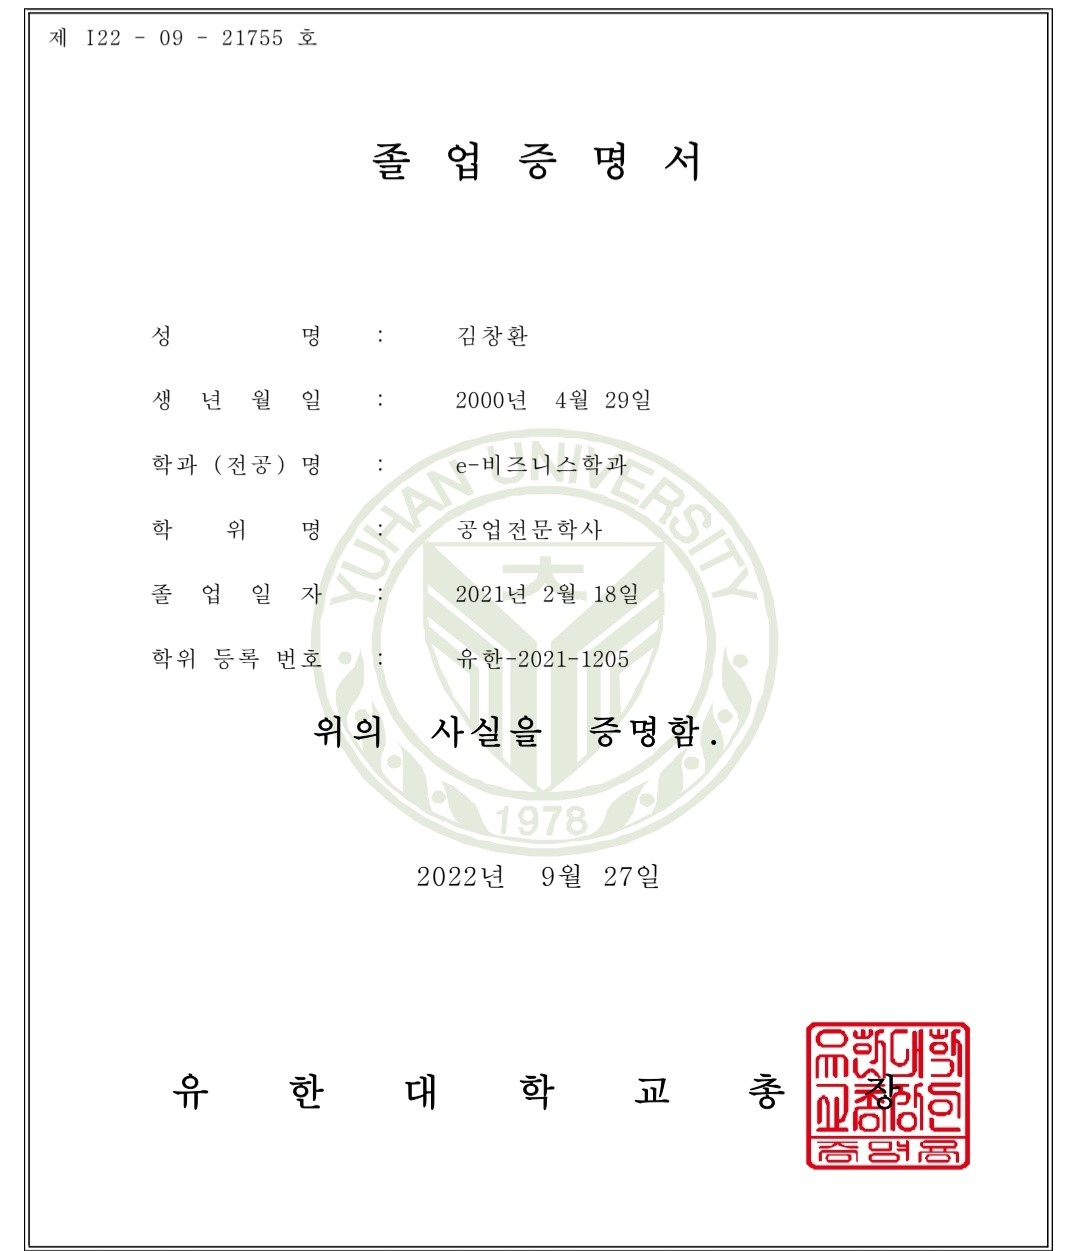 제 I22 - 09 - 21755 호
졸 업 증 명 서
성 명 : 김창환
생 년 월 일 : 2000년 4월 29일
학과 (전공) 명 : e-비즈니스학과
학 위 명 : 공업전문학사
졸 업 일 자 : 2021년 2월 18일
학위 등록 번호 : 유한-2021-1205
YUHAN UNIVERSITY
대
위의 사실을 증명함.
1978
2022년 9월 27일
유 한 대 학 교 총 장
유한대학
교총장인
증명용